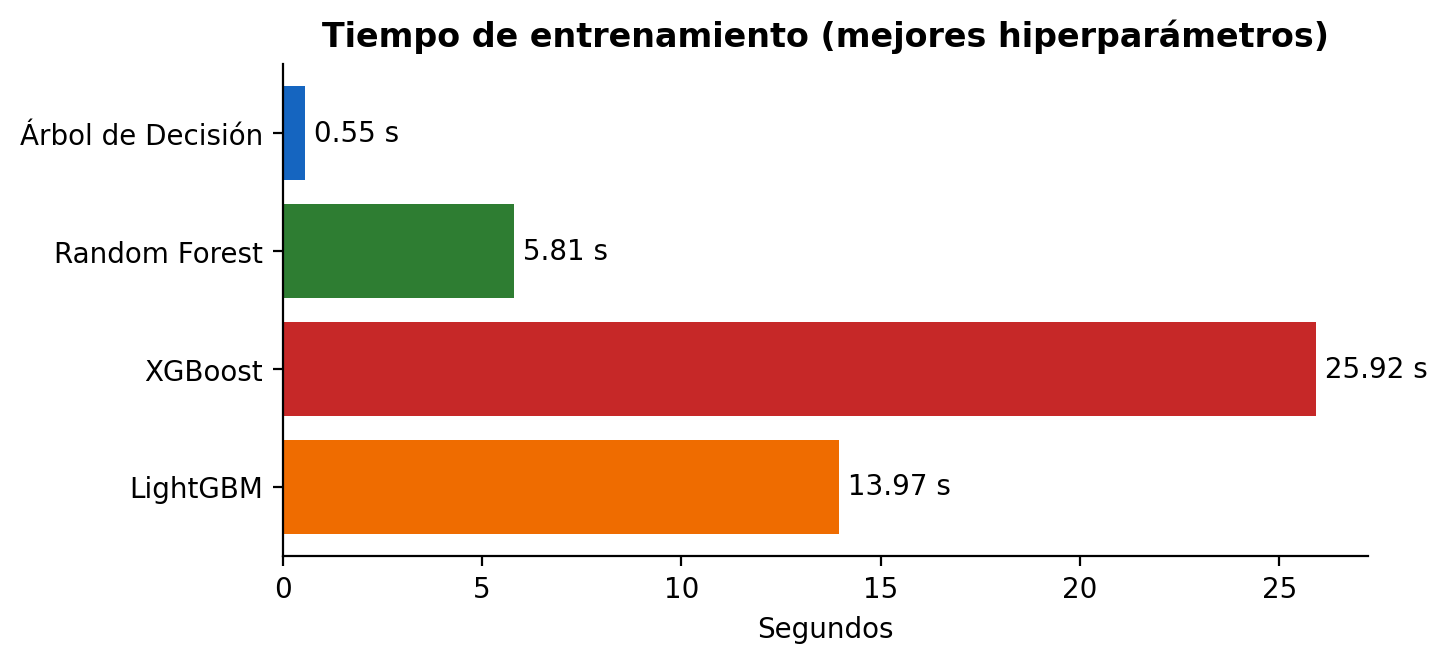 Tiempo de entrenamiento (mejores hiperparámetros)
Árbol de Decisión
0.55 s
Random Forest
5.81 s
XGBoost
25.92 s
LightGBM
13.97 s
0 5 10 15 20 25
Segundos